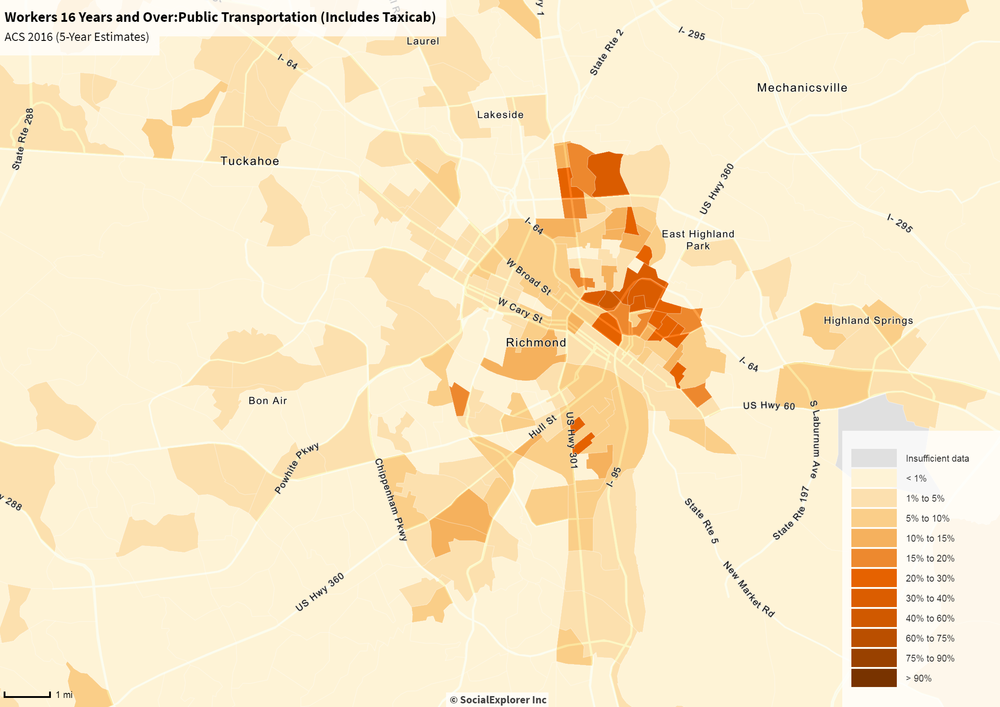 Workers 16 Years and Over:Public Transportation (Includes Taxicab)
ACS 2016 (5-Year Estimates)
Laurel
I- 64
State Rte 2
I- 295
Mechanicsville
Lakeside
State Rte 288
Tuckahoe
US Hwy 360
I- 295
I- 64
East Highland
Park
W Broad St
W Cary St
Highland Springs
Richmond
I- 64
Bon Air
US Hwy 60
S Laburnum Ave
Hull St
US Hwy 301
Powhite Pkwy
Chippenham Pkwy
I- 95
288
State Rte 5
State Rte 197
New Market Rd
US Hwy 360
Insufficient data
< 1%
1% to 5%
5% to 10%
10% to 15%
15% to 20%
20% to 30%
30% to 40%
40% to 60%
60% to 75%
75% to 90%
> 90%
1 mi
© SocialExplorer Inc